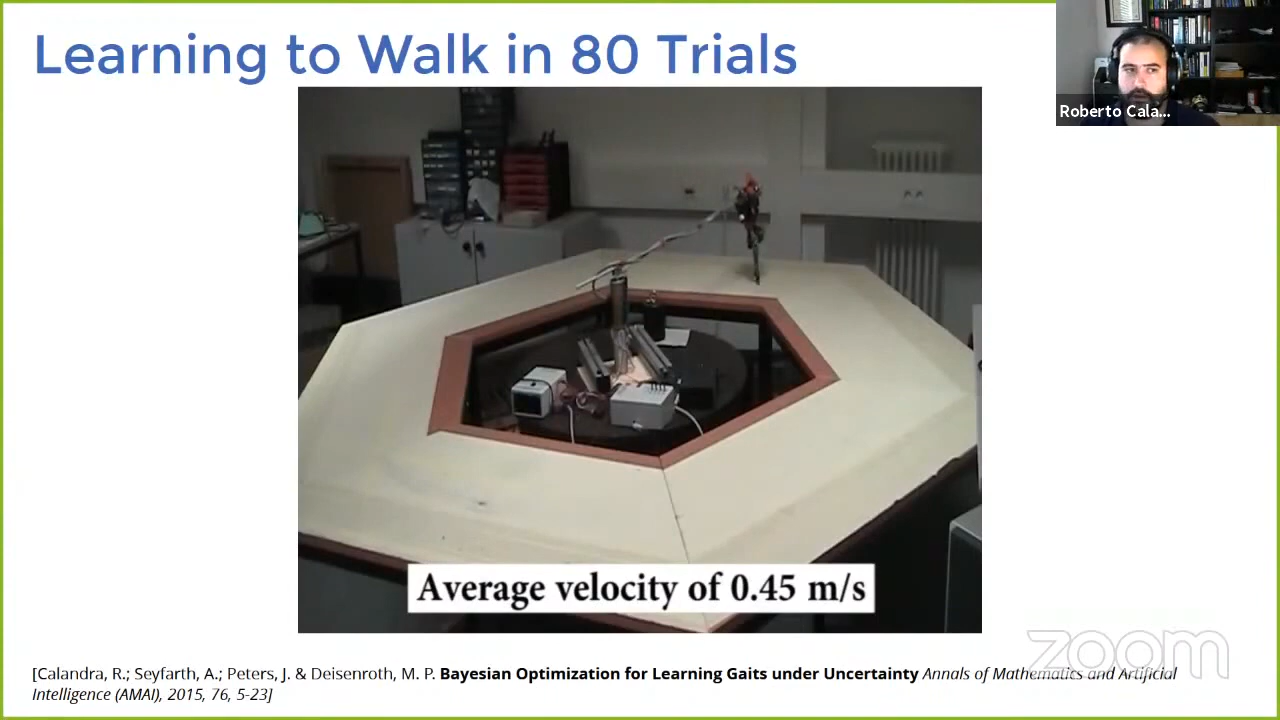 Learning to Walk in 80 Trials
Roberto Cala...
Average velocity of 0.45 m/s
zoom
[Calandra, R.; Seyfarth, A.; Peters, J. & Deisenroth, M. P. Bayesian Optimization for Learning Gaits under Uncertainty Annals of Mathematics and Artificial
Intelligence (AMAI), 2015, 76, 5-23]